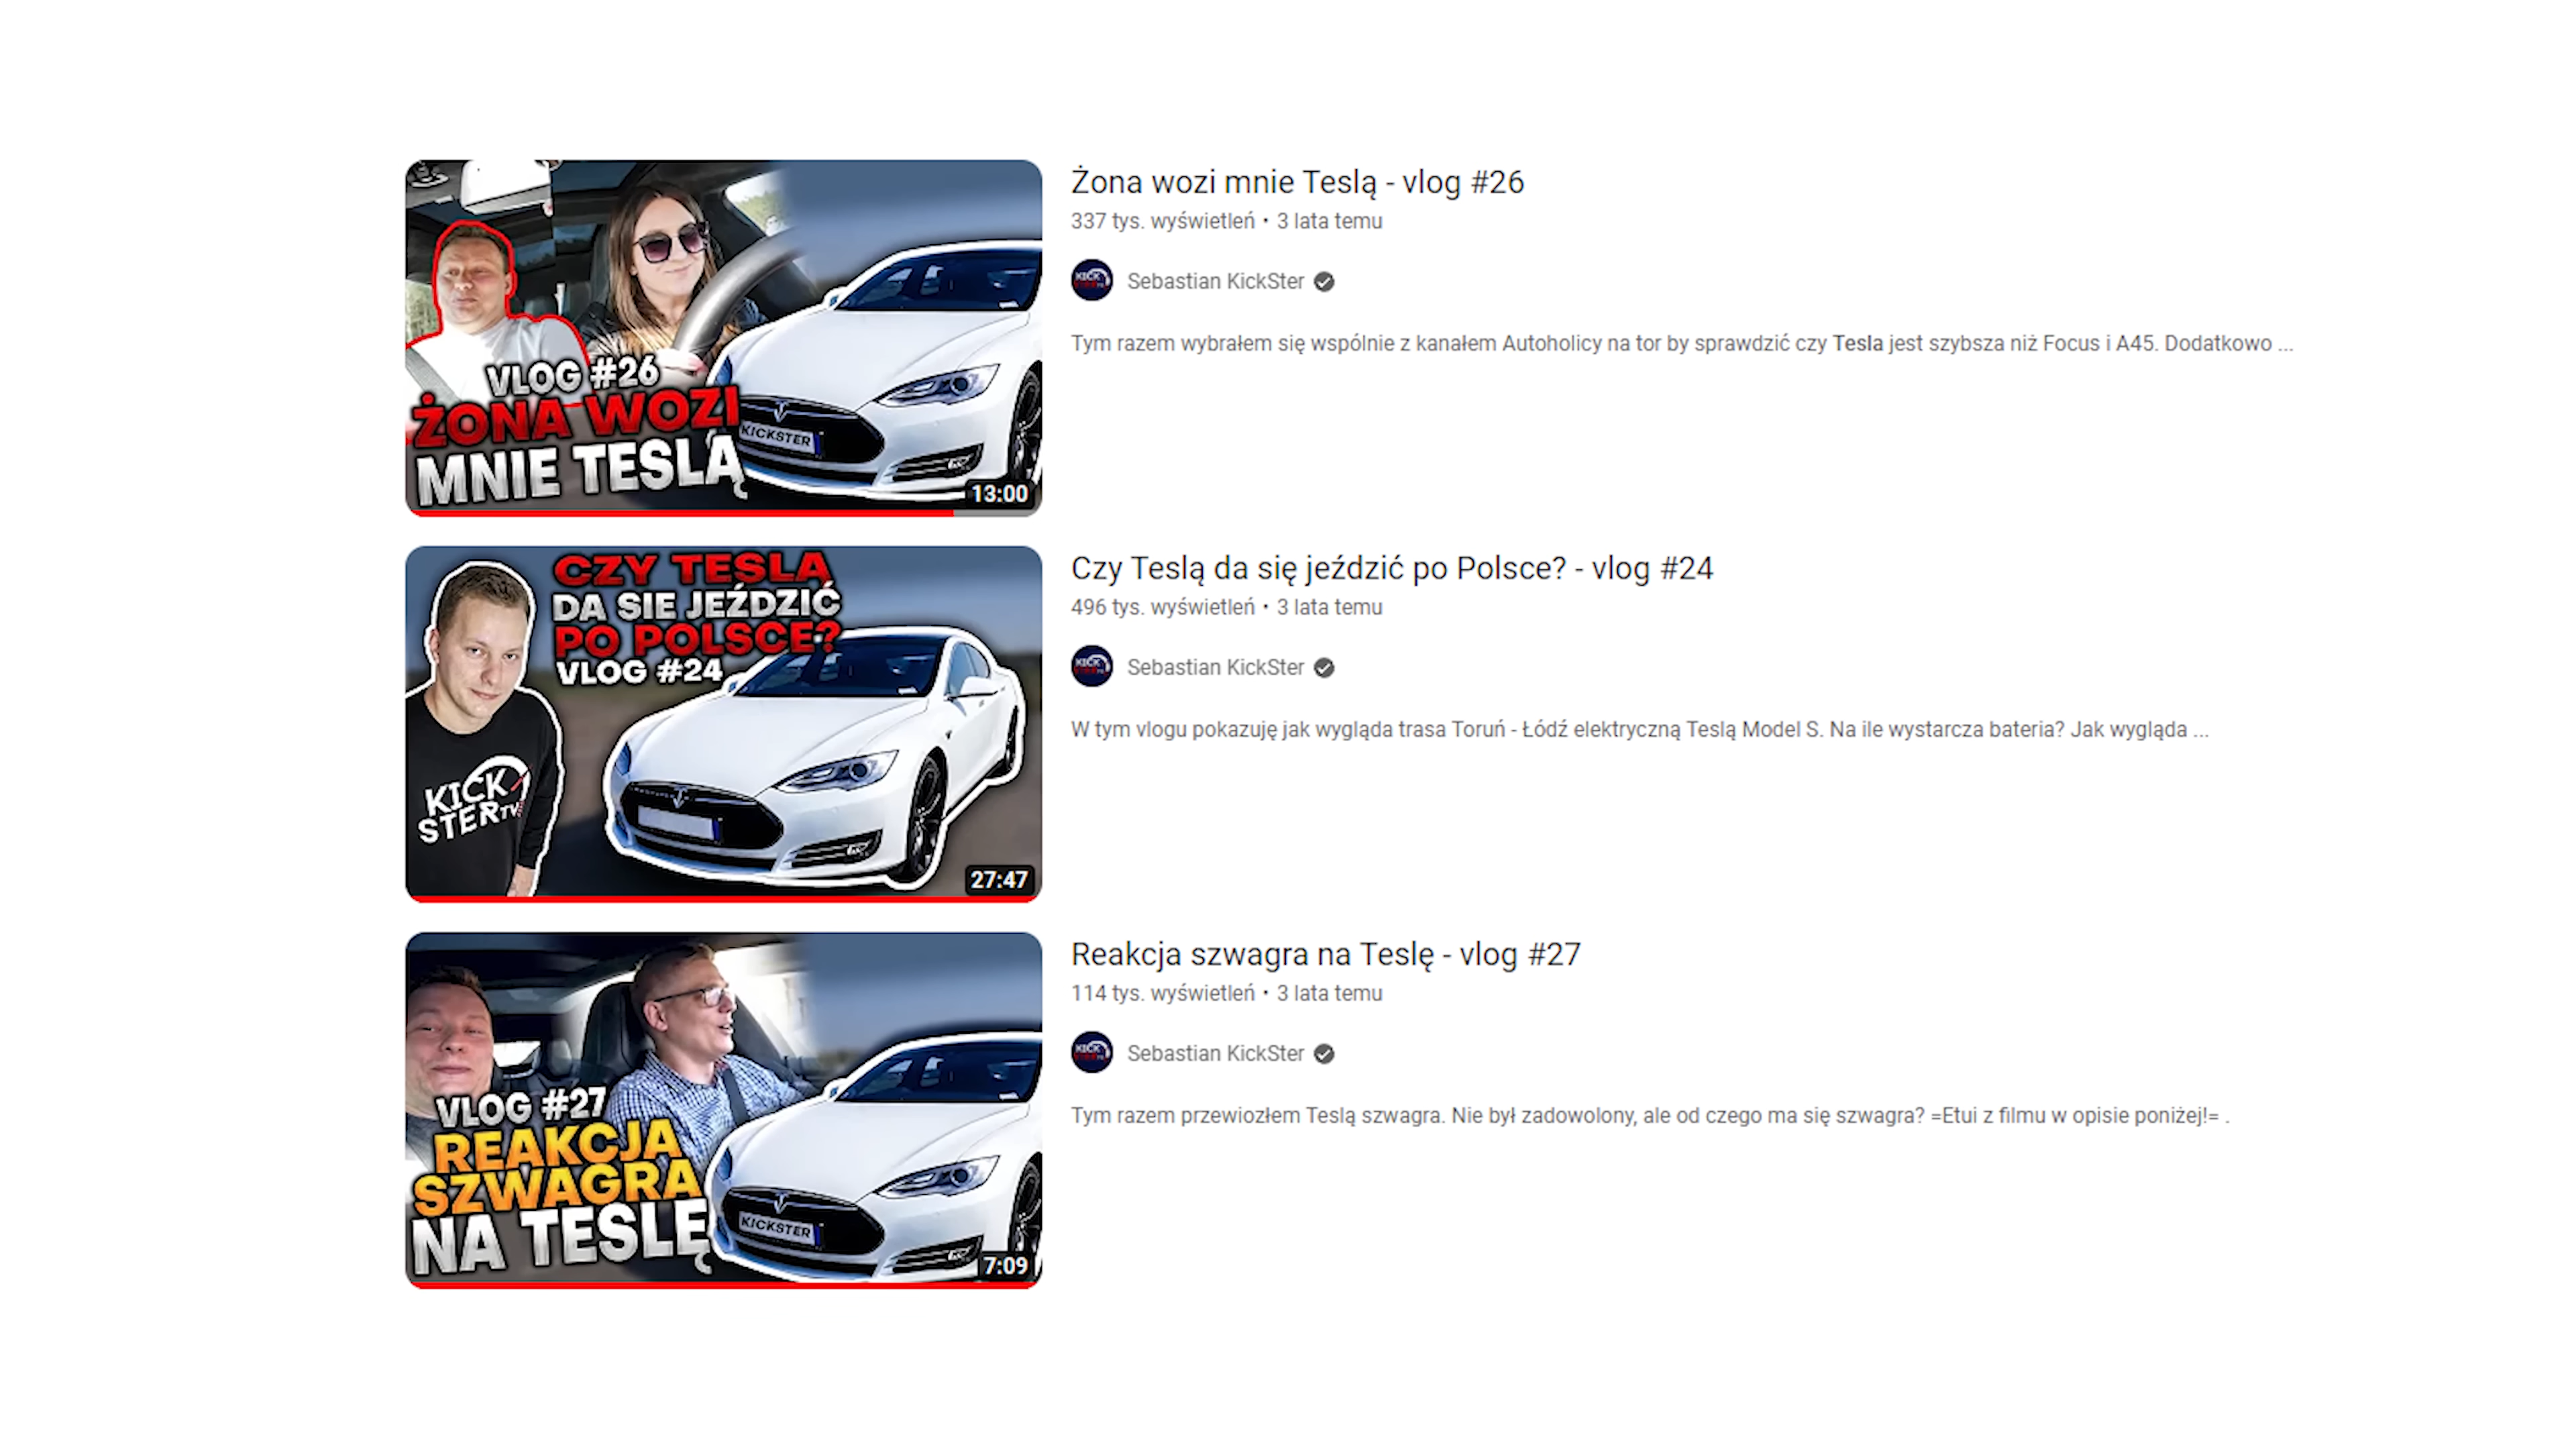 VLOG #26
ŻONA WOZI
MNIE TESLĄ
KICKSTER
13:00
Żona wozi mnie Teslą - vlog #26
337 tys. wyświetleń • 3 lata temu
Sebastian KickSter
Tym razem wybrałem się wspólnie z kanałem Autoholicy na tor by sprawdzić czy Tesla jest szybsza niż Focus i A45. Dodatkowo ...
CZY TESLĄ
DA SIE JEŹDZIĆ
PO POLSCE?
VLOG #24
KICK
STER TV
27:47
Czy Teslą da się jeździć po Polsce? - vlog #24
496 tys. wyświetleń • 3 lata temu
Sebastian KickSter
W tym vlogu pokazuję jak wygląda trasa Toruń - Łódź elektryczną Teslą Model S. Na ile wystarcza bateria? Jak wygląda ...
VLOG #27
REAKCJA
SZWAGRA
NA TESLĘ
KICKSTER
7:09
Reakcja szwagra na Teslę - vlog #27
114 tys. wyświetleń • 3 lata temu
Sebastian KickSter
Tym razem przewiozłem Teslą szwagra. Nie był zadowolony, ale od czego ma się szwagra? =Etui z filmu w opisie poniżej!= .